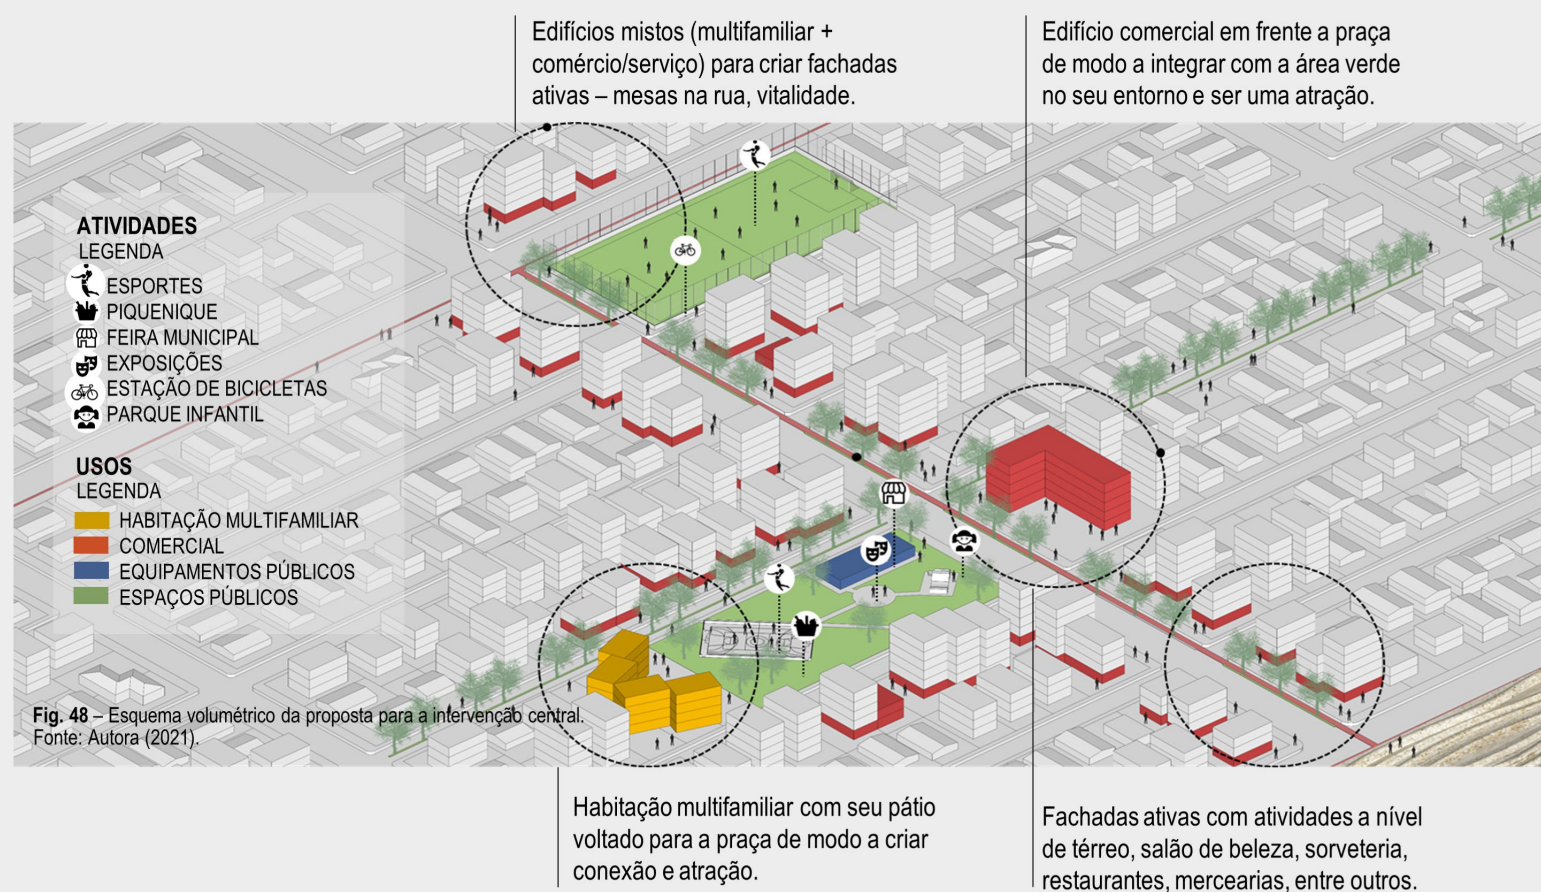 Edifícios mistos (multifamiliar +
comércio/serviço) para criar fachadas
ativas – mesas na rua, vitalidade.
Edifício comercial em frente a praça
de modo a integrar com a área verde
no seu entorno e ser uma atração.
ATIVIDADES
LEGENDA
ESPORTES
PIQUENIQUE
FEIRA MUNICIPAL
EXPOSIÇÕES
ESTAÇÃO DE BICICLETAS
PARQUE INFANTIL
USOS
LEGENDA
HABITAÇÃO MULTIFAMILIAR
COMERCIAL
EQUIPAMENTOS PÚBLICOS
ESPAÇOS PÚBLICOS
Fig. 48 – Esquema volumétrico da proposta para a intervenção central.
Fonte: Autora (2021).
Habitação multifamiliar com seu pátio
voltado para a praça de modo a criar
conexão e atração.
Fachadas ativas com atividades a nível
de térreo, salão de beleza, sorveteria,
restaurantes, mercearias, entre outros.